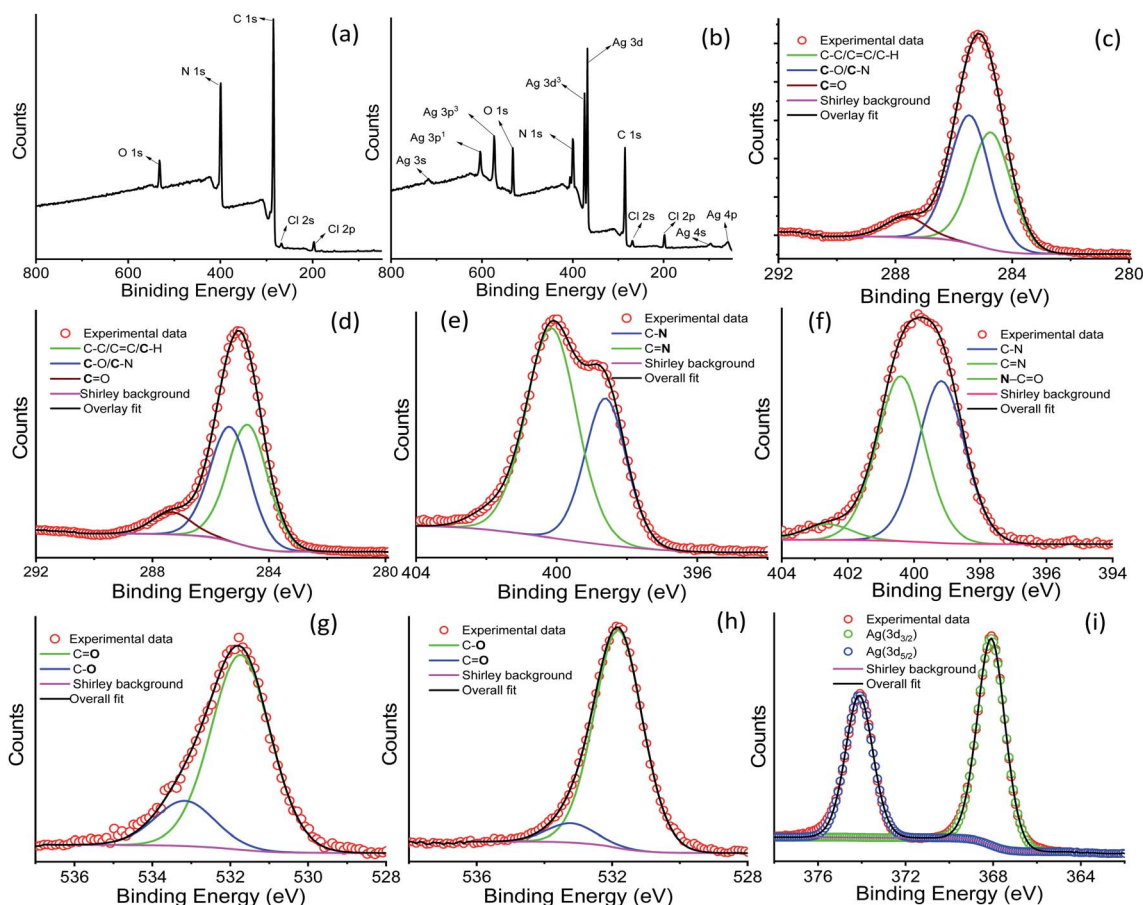 (a)
C 1s
N 1s
O 1s
Cl 2s
Cl 2p
Counts
800 600 400 200
Biniding Energy (eV)
(b)
Ag 3d
Ag 3d³
Ag 3p³
O 1s
Ag 3p¹
N 1s
C 1s
Ag 3s
Cl 2s
Cl 2p
Ag 4p
Ag 4s
Counts
800 600 400 200
Binding Energy (eV)
(c)
Experimental data
C-C/C=C/C-H
C-O/C-N
C=O
Shirley background
Overlay fit
Counts
292 288 284 280
Binding Energy (eV)
(d)
Experimental data
C-C/C=C/C-H
C-O/C-N
C=O
Shirley background
Overlay fit
Counts
292 288 284 280
Binding Engergy (eV)
(e)
Experimental data
C-N
C=N
Shirley background
Overall fit
Counts
404 400 396
Binding Energy (eV)
(f)
Experimental data
C-N
C=N
N–C=O
Shirley background
Overall fit
Counts
404 402 400 398 396 394
Binding Energy (eV)
(g)
Experimental data
C=O
C-O
Shirley background
Overall fit
Counts
536 534 532 530 528
Binding Energy (eV)
(h)
Experimental data
C-O
C=O
Shirley background
Overall fit
Counts
536 532 528
Binding Energy (eV)
(i)
Experimental data
Ag(3d3/2)
Ag(3d5/2)
Shirley background
Overall fit
Counts
376 372 368 364
Binding Energy (eV)